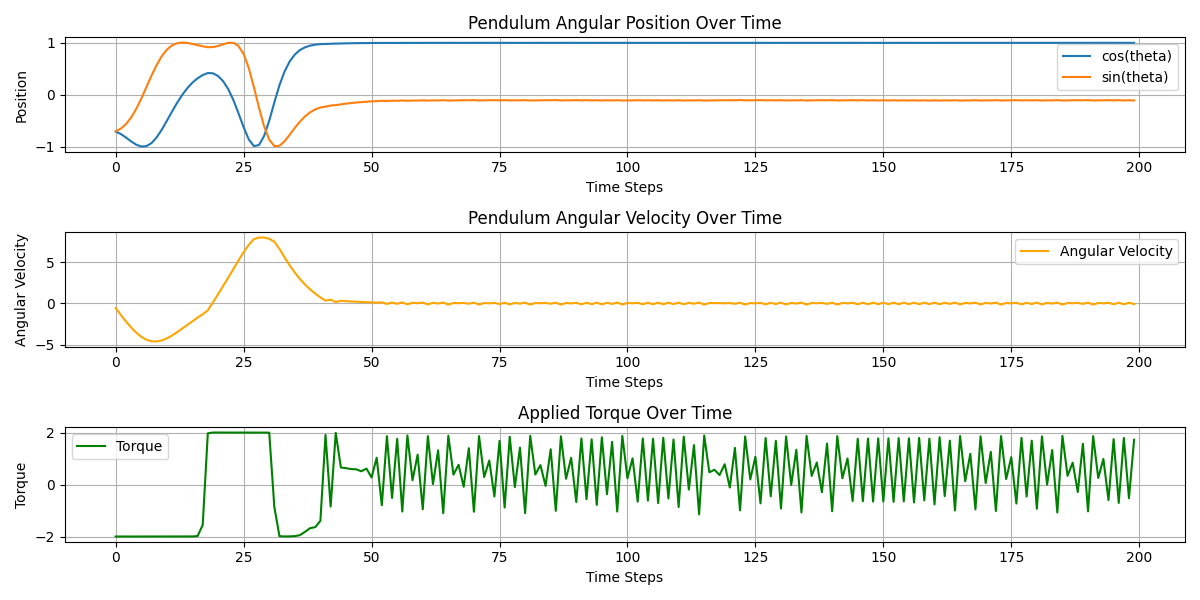 Pendulum Angular Position Over Time
Position
1
0
−1
cos(theta)
sin(theta)
0 25 50 75 100 125 150 175 200
Time Steps
Pendulum Angular Velocity Over Time
Angular Velocity
5
0
−5
Angular Velocity
0 25 50 75 100 125 150 175 200
Time Steps
Applied Torque Over Time
Torque
2
0
−2
Torque
0 25 50 75 100 125 150 175 200
Time Steps